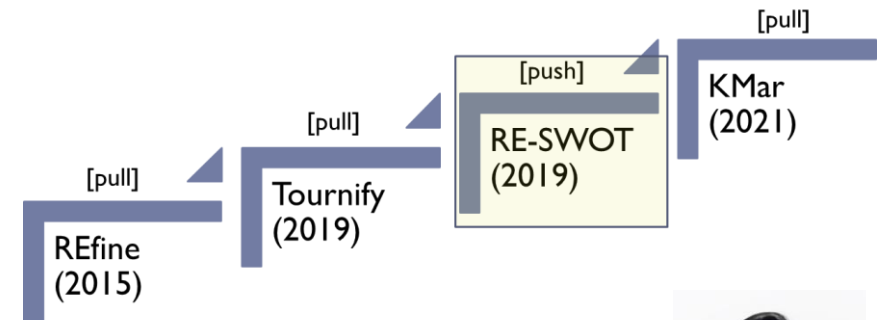 [pull]
REfine
(2015)
[pull]
Tournify
(2019)
[push]
RE-SWOT
(2019)
[pull]
KMar
(2021)